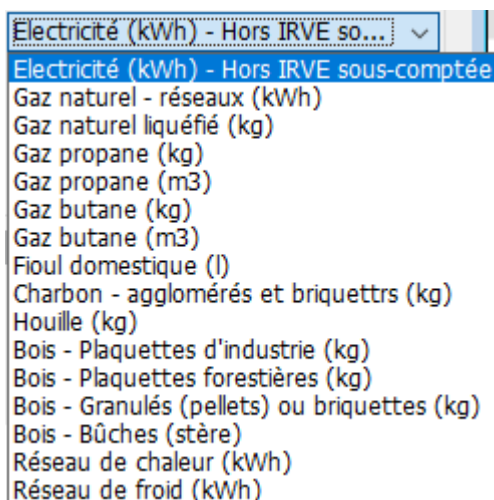 Electricité (kWh) - Hors IRVE so...
Electricité (kWh) - Hors IRVE sous-comptée
Gaz naturel - réseaux (kWh)
Gaz naturel liquéfié (kg)
Gaz propane (kg)
Gaz propane (m3)
Gaz butane (kg)
Gaz butane (m3)
Fioul domestique (l)
Charbon - agglomérés et briquettrs (kg)
Houille (kg)
Bois - Plaquettes d'industrie (kg)
Bois - Plaquettes forestières (kg)
Bois - Granulés (pellets) ou briquettes (kg)
Bois - Bûches (stère)
Réseau de chaleur (kWh)
Réseau de froid (kWh)